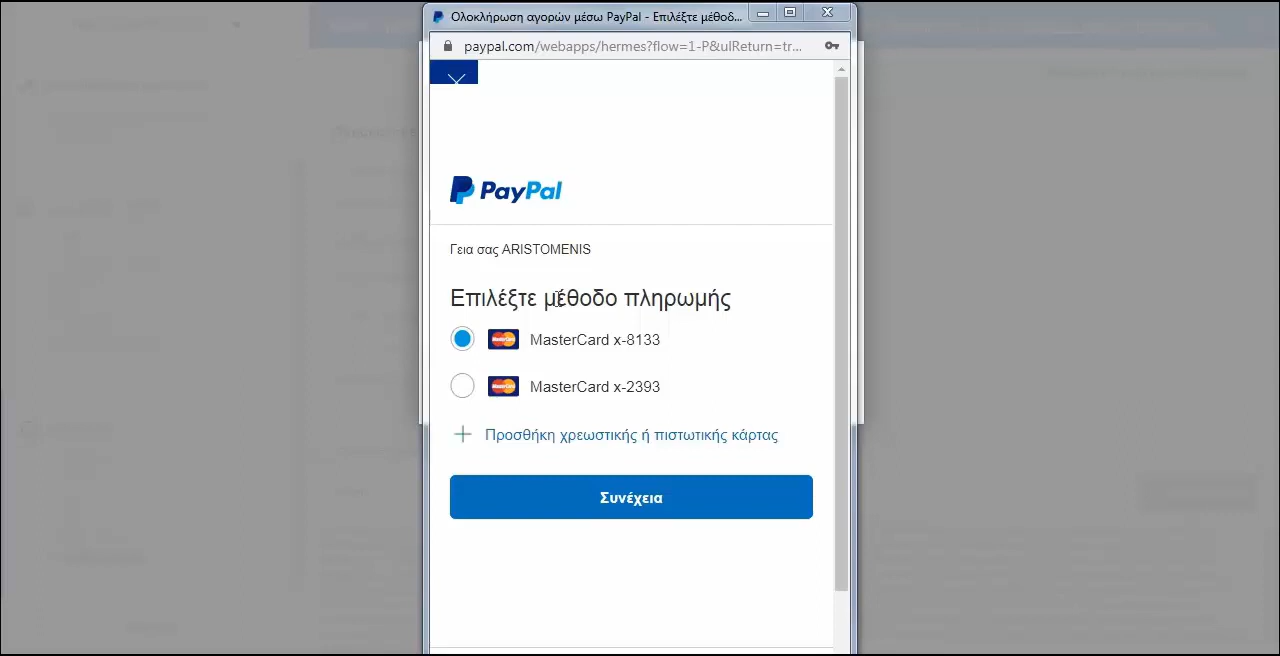 Ολοκλήρωση αγορών μέσω PayPal - Επιλέξτε μέθοδ...
paypal.com/webapps/hermes?flow=1-P&ulReturn=tr...
PayPal
Γεια σας ARISTOMENIS
Επιλέξτε μέθοδο πληρωμής
MasterCard x-8133
MasterCard x-2393
Προσθήκη χρεωστικής ή πιστωτικής κάρτας
Συνέχεια